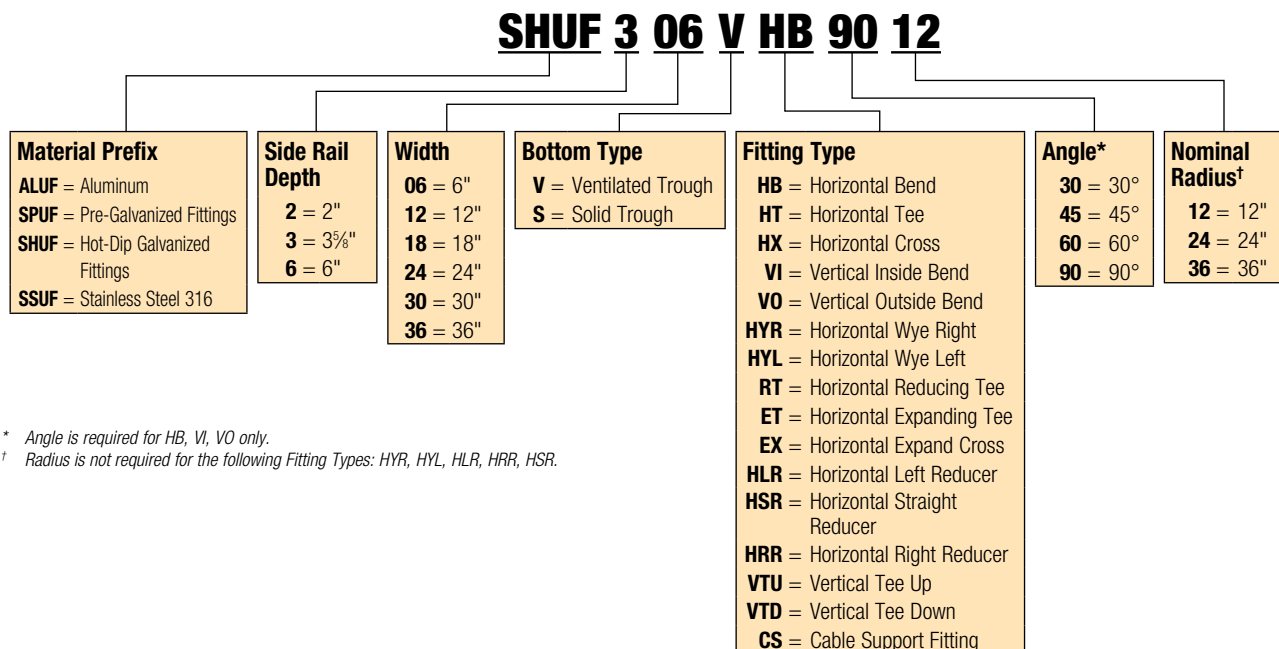 SHUF 3 06 V HB 90 12
Material Prefix
ALUF = Aluminum
SPUF = Pre-Galvanized Fittings
SHUF = Hot-Dip Galvanized
Fittings
SSUF = Stainless Steel 316
Side Rail
Depth
2 = 2"
3 = 3⅝"
6 = 6"
Width
06 = 6"
12 = 12"
18 = 18"
24 = 24"
30 = 30"
36 = 36"
Bottom Type
V = Ventilated Trough
S = Solid Trough
Fitting Type
HB = Horizontal Bend
HT = Horizontal Tee
HX = Horizontal Cross
VI = Vertical Inside Bend
VO = Vertical Outside Bend
HYR = Horizontal Wye Right
HYL = Horizontal Wye Left
RT = Horizontal Reducing Tee
ET = Horizontal Expanding Tee
EX = Horizontal Expand Cross
HLR = Horizontal Left Reducer
HSR = Horizontal Straight
Reducer
HRR = Horizontal Right Reducer
VTU = Vertical Tee Up
VTD = Vertical Tee Down
CS = Cable Support Fitting
Angle*
30 = 30°
45 = 45°
60 = 60°
90 = 90°
Nominal
Radius†
12 = 12"
24 = 24"
36 = 36"
* Angle is required for HB, VI, VO only.
† Radius is not required for the following Fitting Types: HYR, HYL, HLR, HRR, HSR.